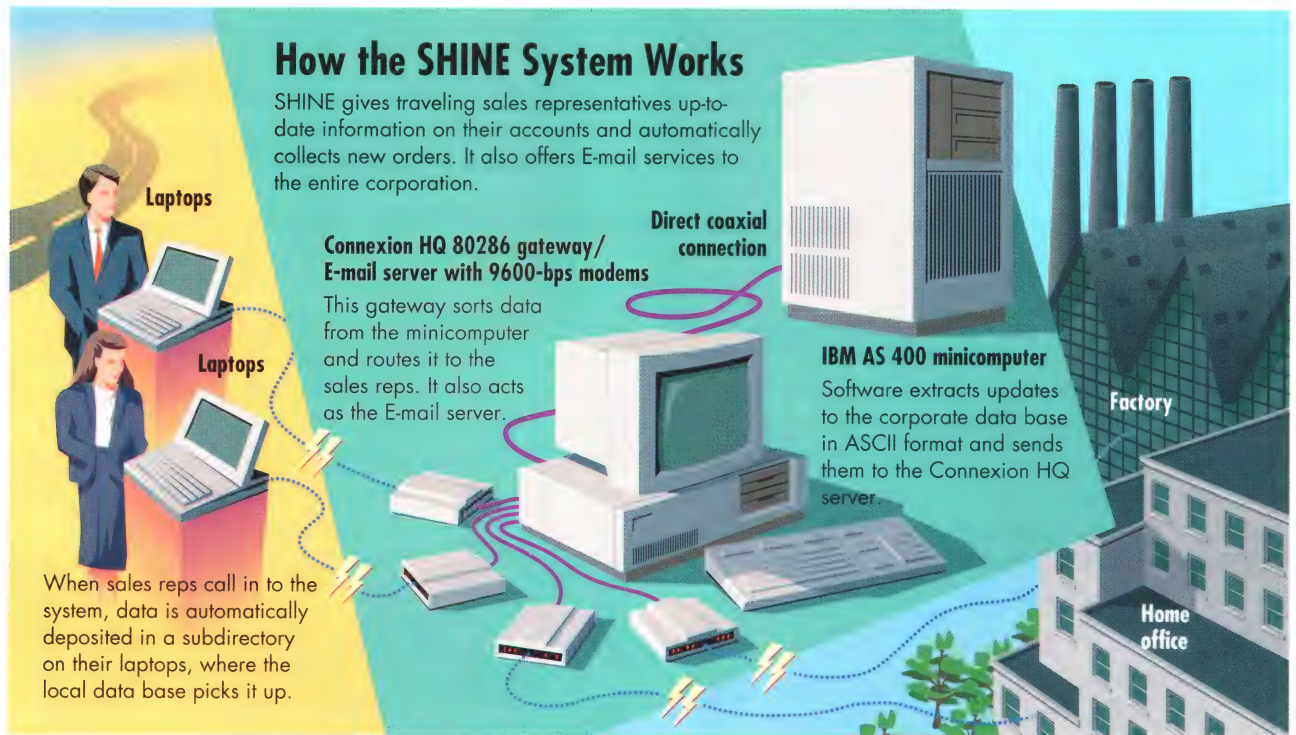 How the SHINE System Works
SHINE gives traveling sales representatives up-to-
date information on their accounts and automatically
collects new orders. It also offers E-mail services to
the entire corporation.
Laptops
Laptops
When sales reps call in to the
system, data is automatically
deposited in a subdirectory
on their laptops, where the
local data base picks it up.
Connexion HQ 80286 gateway/
E-mail server with 9600-bps modems
This gateway sorts data
from the minicomputer
and routes it to the
sales reps. It also acts
as the E-mail server.
Direct coaxial
connection
IBM AS 400 minicomputer
Software extracts updates
to the corporate data base
in ASCII format and sends
them to the Connexion HQ
server.
Factory
Home
office